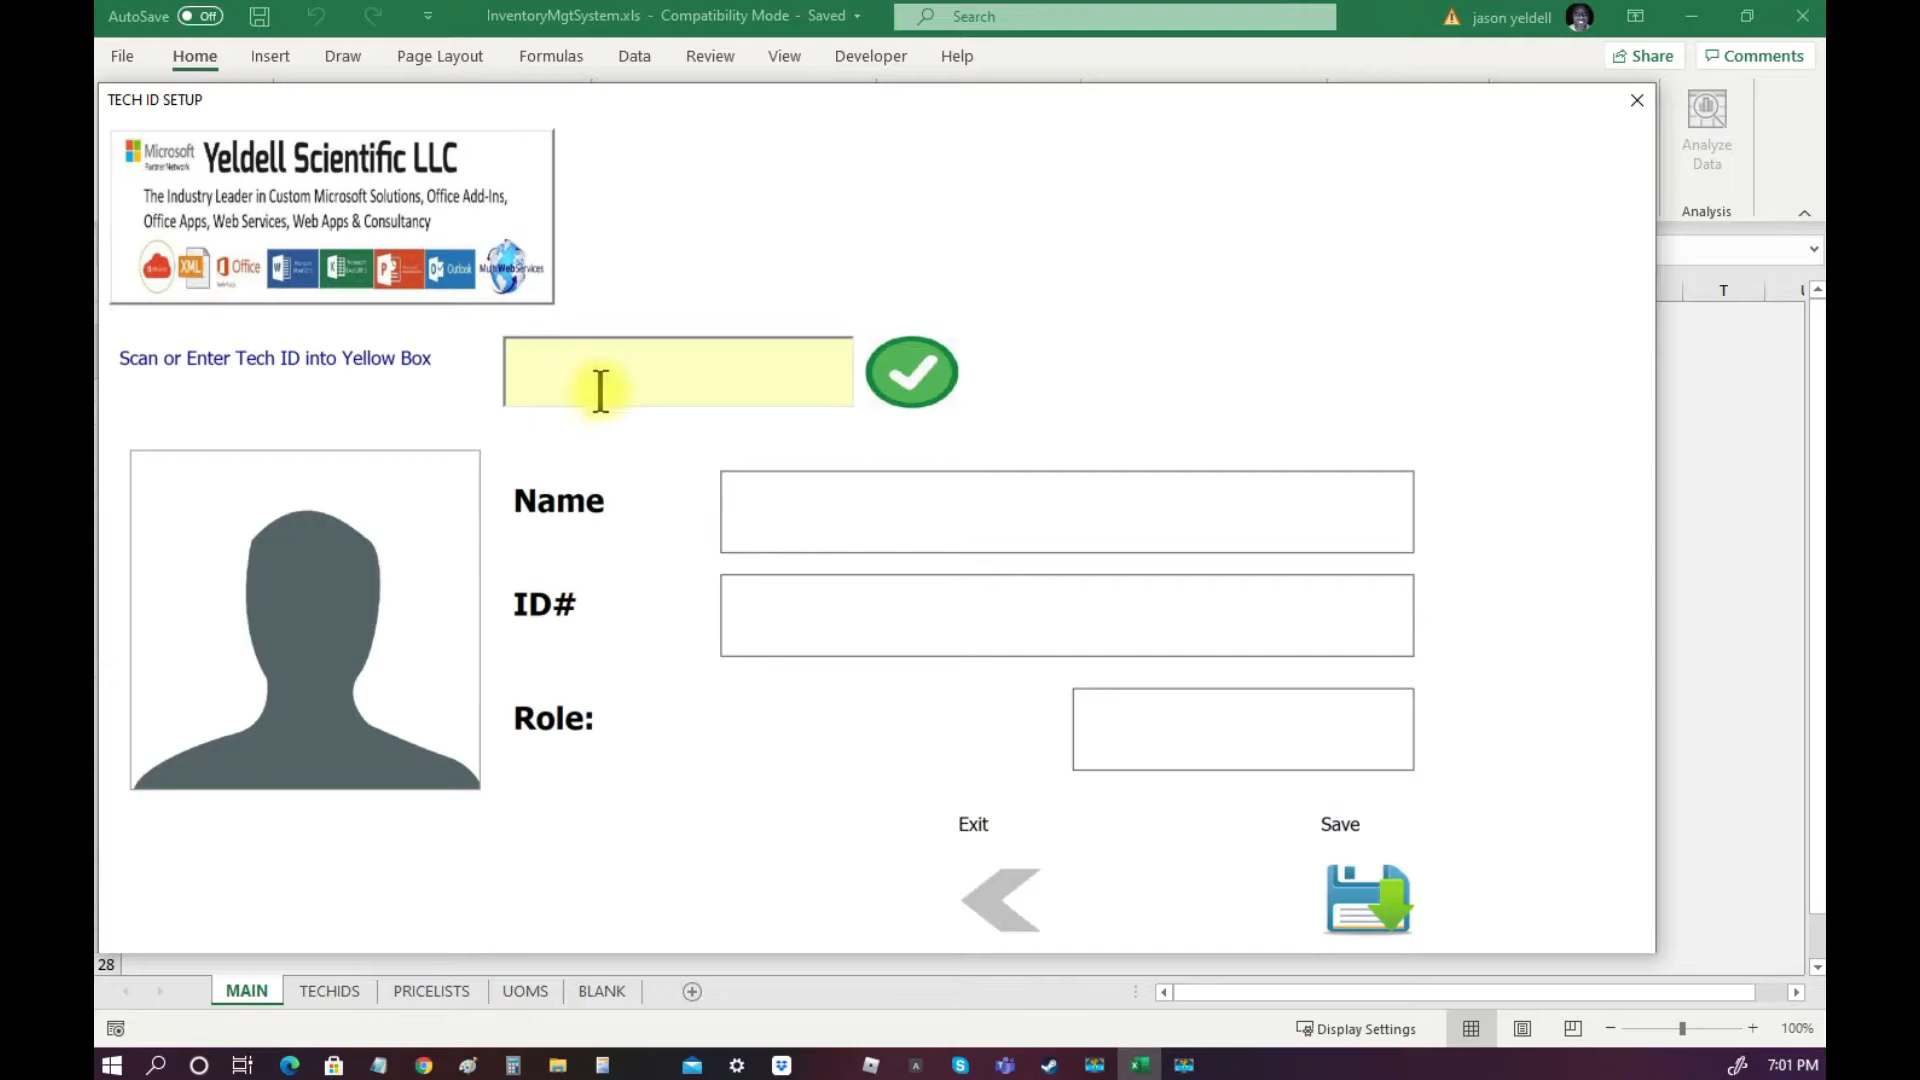 AutoSave Off InventoryMgtSystem.xls - Compatibility Mode - Saved Search jason yeldell
File Home Insert Draw Page Layout Formulas Data Review View Developer Help Share Comments
TECH ID SETUP
Analyze
Data
Analysis
Microsoft
Partner Network
Yeldell Scientific LLC
The Industry Leader in Custom Microsoft Solutions, Office Add-Ins,
Office Apps, Web Services, Web Apps & Consultancy
XML Office Outlook
T
Scan or Enter Tech ID into Yellow Box
Name
ID#
Role:
Exit Save
28
MAIN TECHIDS PRICELISTS UOMS BLANK
Display Settings 100%
7:01 PM